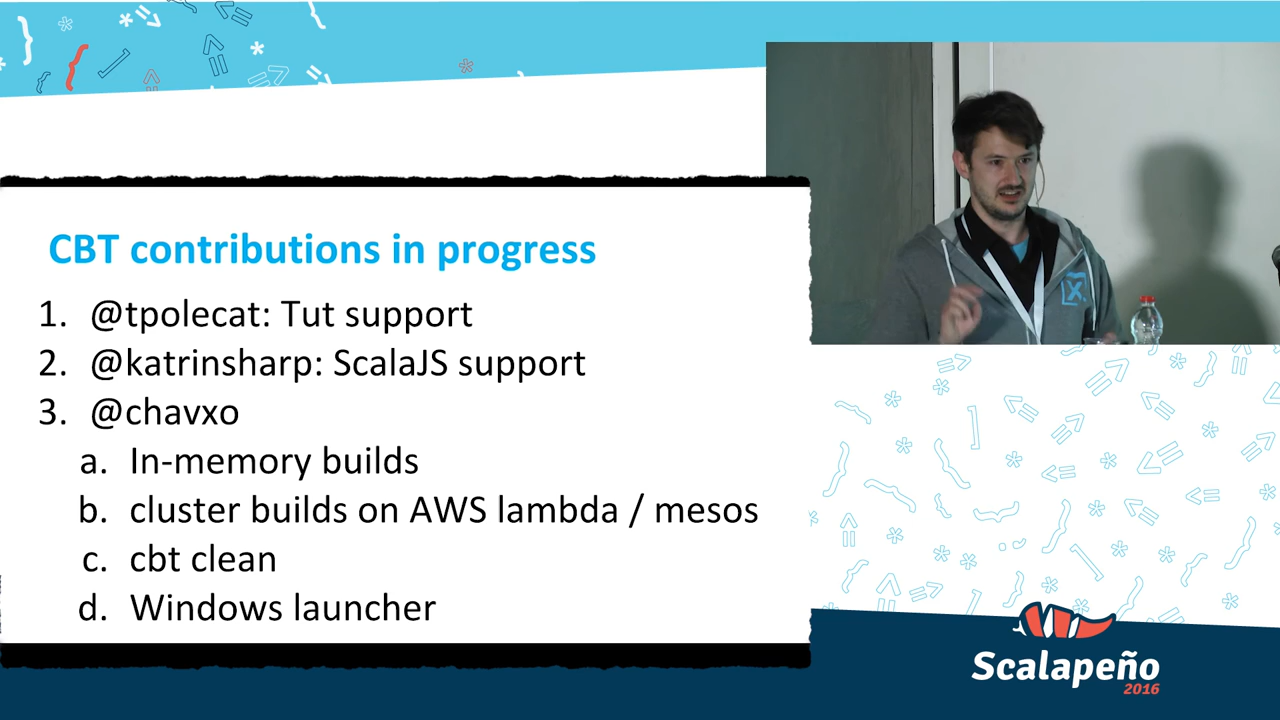 CBT contributions in progress
1. @tpolecat: Tut support
2. @katrinsharp: ScalaJS support
3. @chavxo
a. In-memory builds
b. cluster builds on AWS lambda / mesos
c. cbt clean
d. Windows launcher
Scalapeño
2016